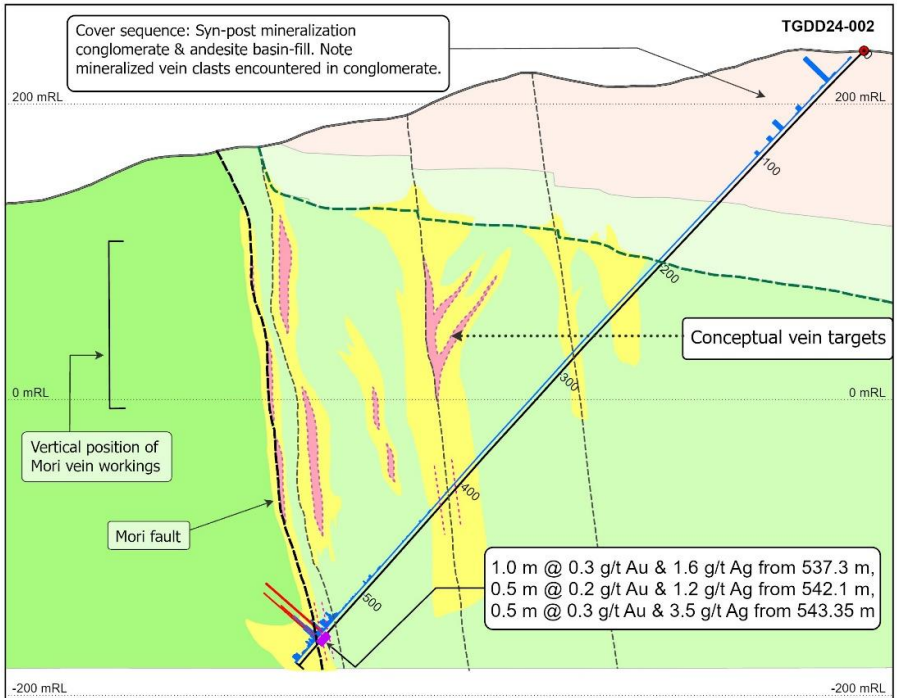 TGDD24-002
Cover sequence: Syn-post mineralization
conglomerate & andesite basin-fill. Note
mineralized vein clasts encountered in conglomerate.
200 mRL
200 mRL
100
200
Conceptual vein targets
300
0 mRL
0 mRL
Vertical position of
Mori vein workings
400
Mori fault
1.0 m @ 0.3 g/t Au & 1.6 g/t Ag from 537.3 m,
0.5 m @ 0.2 g/t Au & 1.2 g/t Ag from 542.1 m,
0.5 m @ 0.3 g/t Au & 3.5 g/t Ag from 543.35 m
500
-200 mRL
-200 mRL